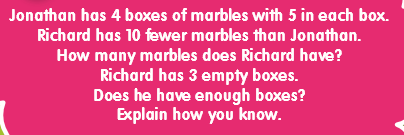 Jonathan has 4 boxes of marbles with 5 in each box.
Richard has 10 fewer marbles than Jonathan.
How many marbles does Richard have?
Richard has 3 empty boxes.
Does he have enough boxes?
Explain how you know.